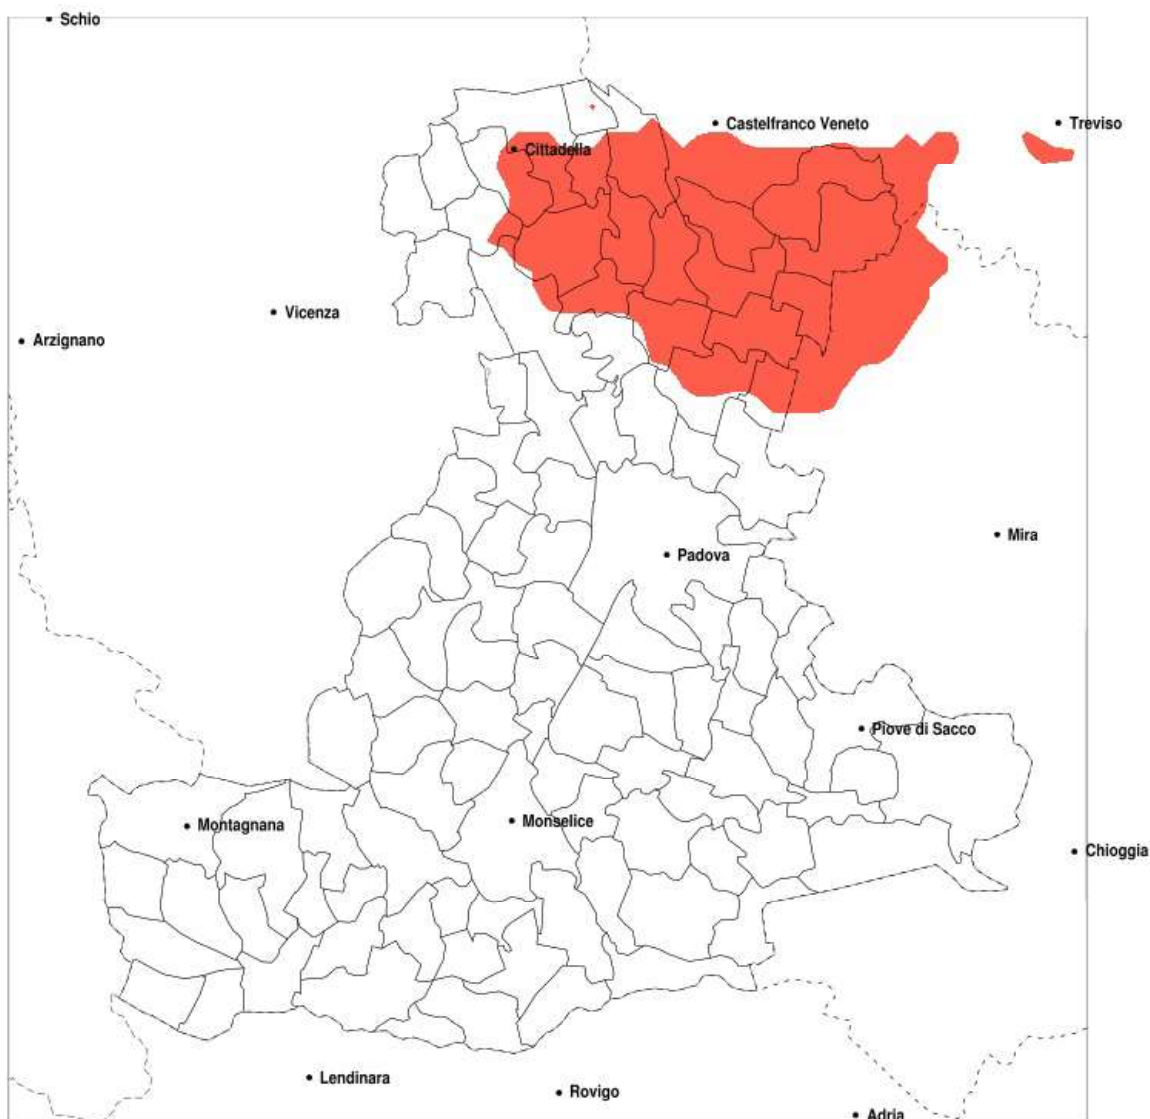 Schio
Castelfranco Veneto
Treviso
Cittadella
Vicenza
Arzignano
Mira
Padova
Piove di Sacco
Montagnana
Monselice
Chioggia
Lendinara
Rovigo
Adria